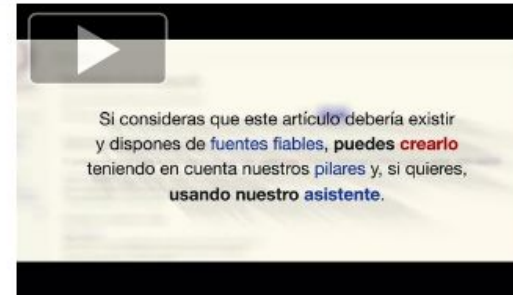 Si consideras que este artículo debería existir
y dispones de fuentes fiables, puedes crearlo
teniendo en cuenta nuestros pilares y, si quieres,
usando nuestro asistente.